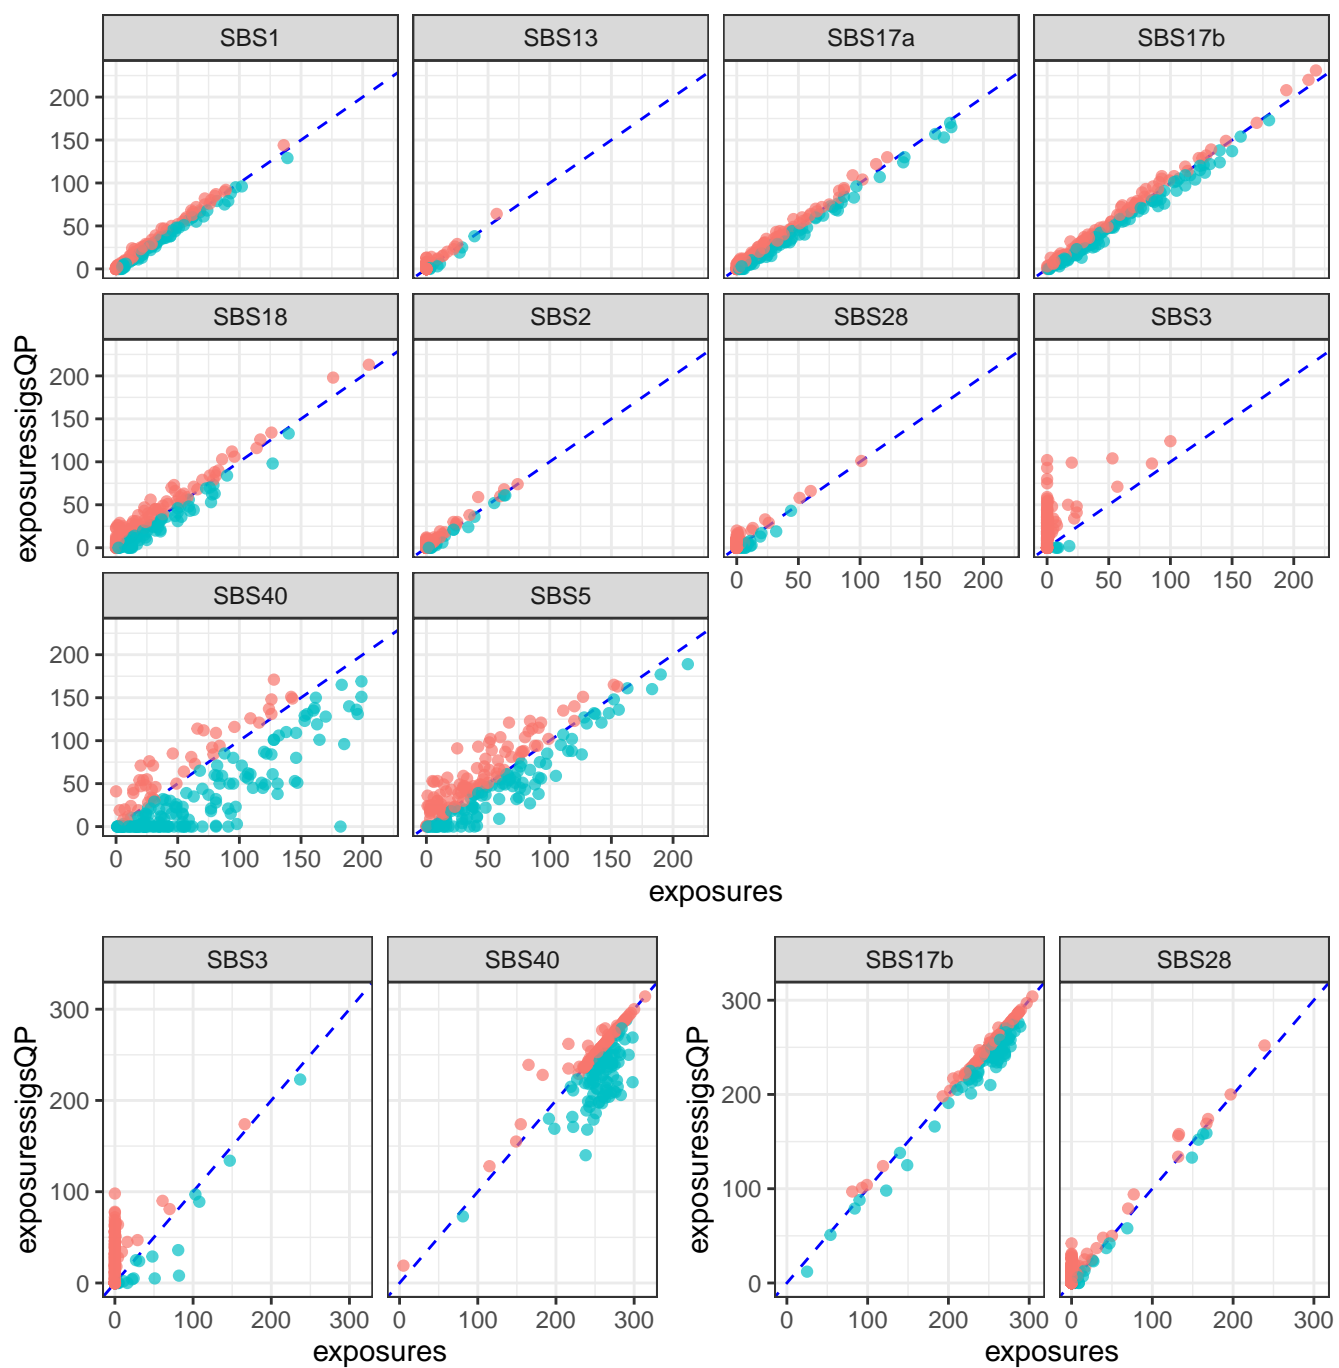 SBS1 SBS13 SBS17a SBS17b
200
150
100
50
0
SBS18 SBS2 SBS28 SBS3
200
150
100
50
0
0 50 100 150 200 0 50 100 150 200
exposuressigsQP
SBS40 SBS5
200
150
100
50
0
0 50 100 150 200 0 50 100 150 200
exposures
SBS3 SBS40
300
200
100
0
exposuressigsQP
0 100 200 300 0 100 200 300
exposures
SBS17b SBS28
300
200
100
0
exposuressigsQP
0 100 200 300 0 100 200 300
exposures